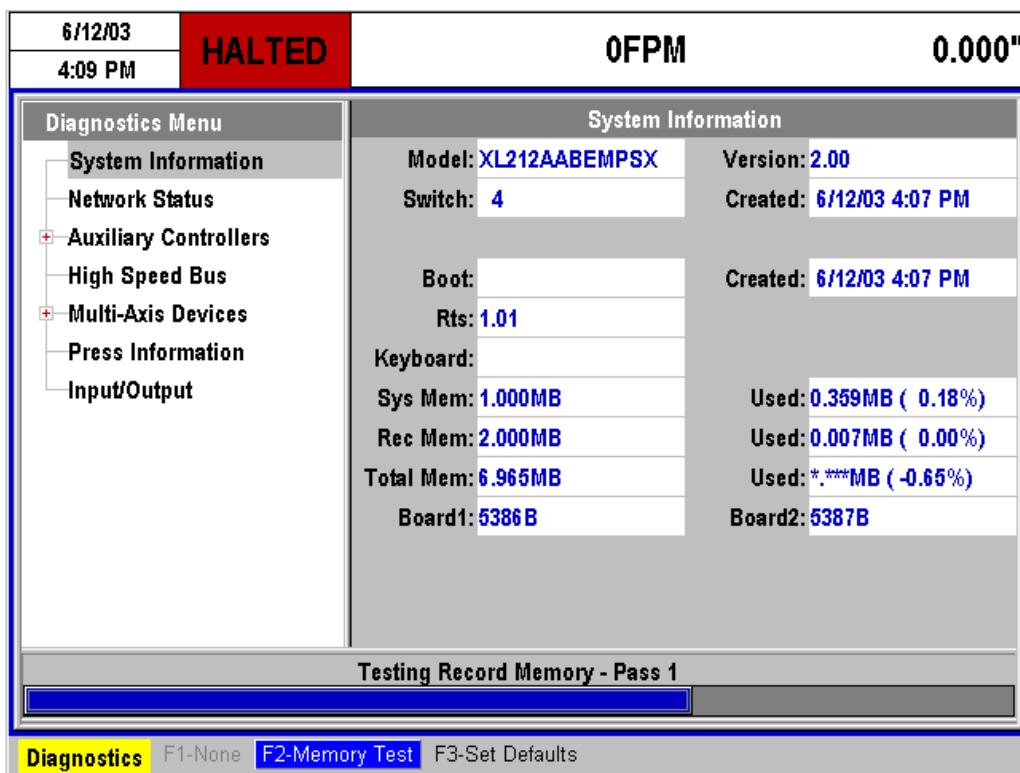 6/12/03
4:09 PM
HALTED
0FPM
0.000"
Diagnostics Menu
System Information
Network Status
Auxiliary Controllers
High Speed Bus
Multi-Axis Devices
Press Information
Input/Output
System Information
Model: XL212AABEMPSX Version: 2.00
Switch: 4 Created: 6/12/03 4:07 PM
Boot: Created: 6/12/03 4:07 PM
Rts: 1.01
Keyboard:
Sys Mem: 1.000MB Used: 0.359MB ( 0.18%)
Rec Mem: 2.000MB Used: 0.007MB ( 0.00%)
Total Mem: 6.965MB Used: *.***MB ( -0.65%)
Board1: 5386B Board2: 5387B
Testing Record Memory - Pass 1
Diagnostics F1-None F2-Memory Test F3-Set Defaults